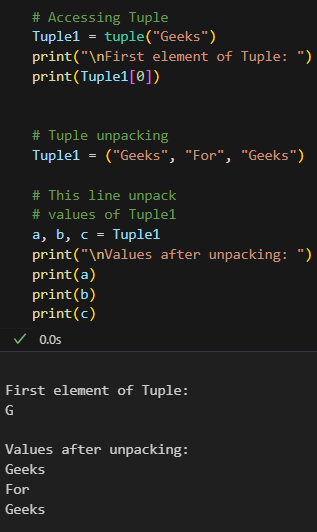 # Accessing Tuple
Tuple1 = tuple("Geeks")
print("\nFirst element of Tuple: ")
print(Tuple1[0])
# Tuple unpacking
Tuple1 = ("Geeks", "For", "Geeks")
# This line unpack
# values of Tuple1
a, b, c = Tuple1
print("\nValues after unpacking: ")
print(a)
print(b)
print(c)
0.0s
First element of Tuple:
G
Values after unpacking:
Geeks
For
Geeks